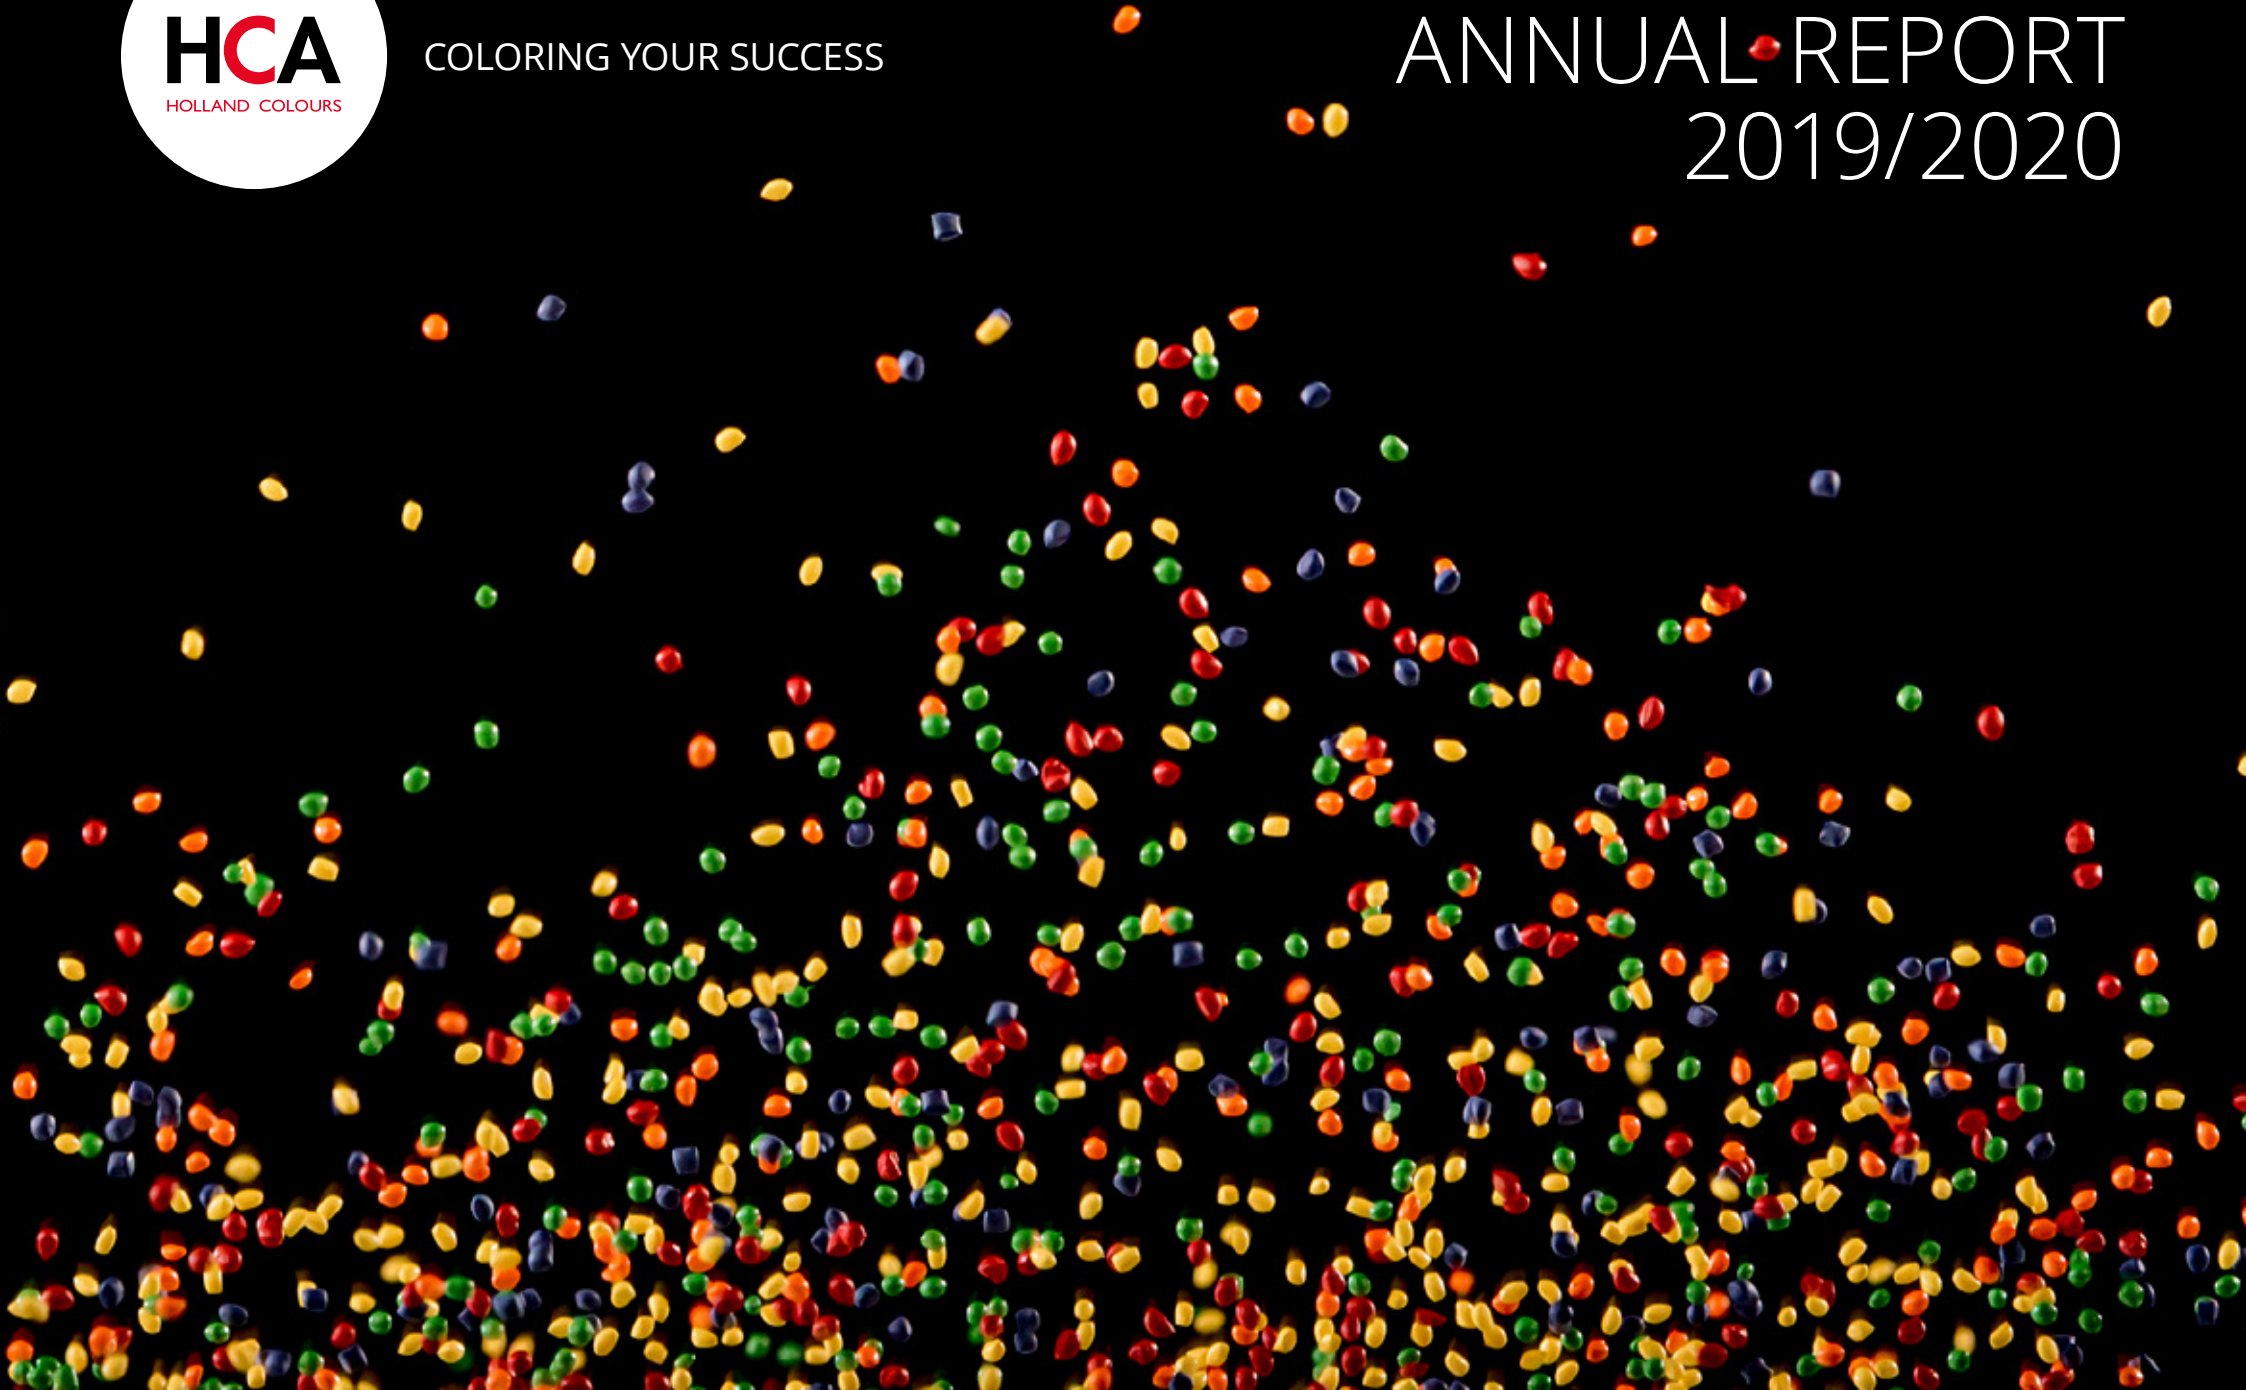 HCA
HOLLAND COLOURS
COLORING YOUR SUCCESS
ANNUAL REPORT
2019/2020